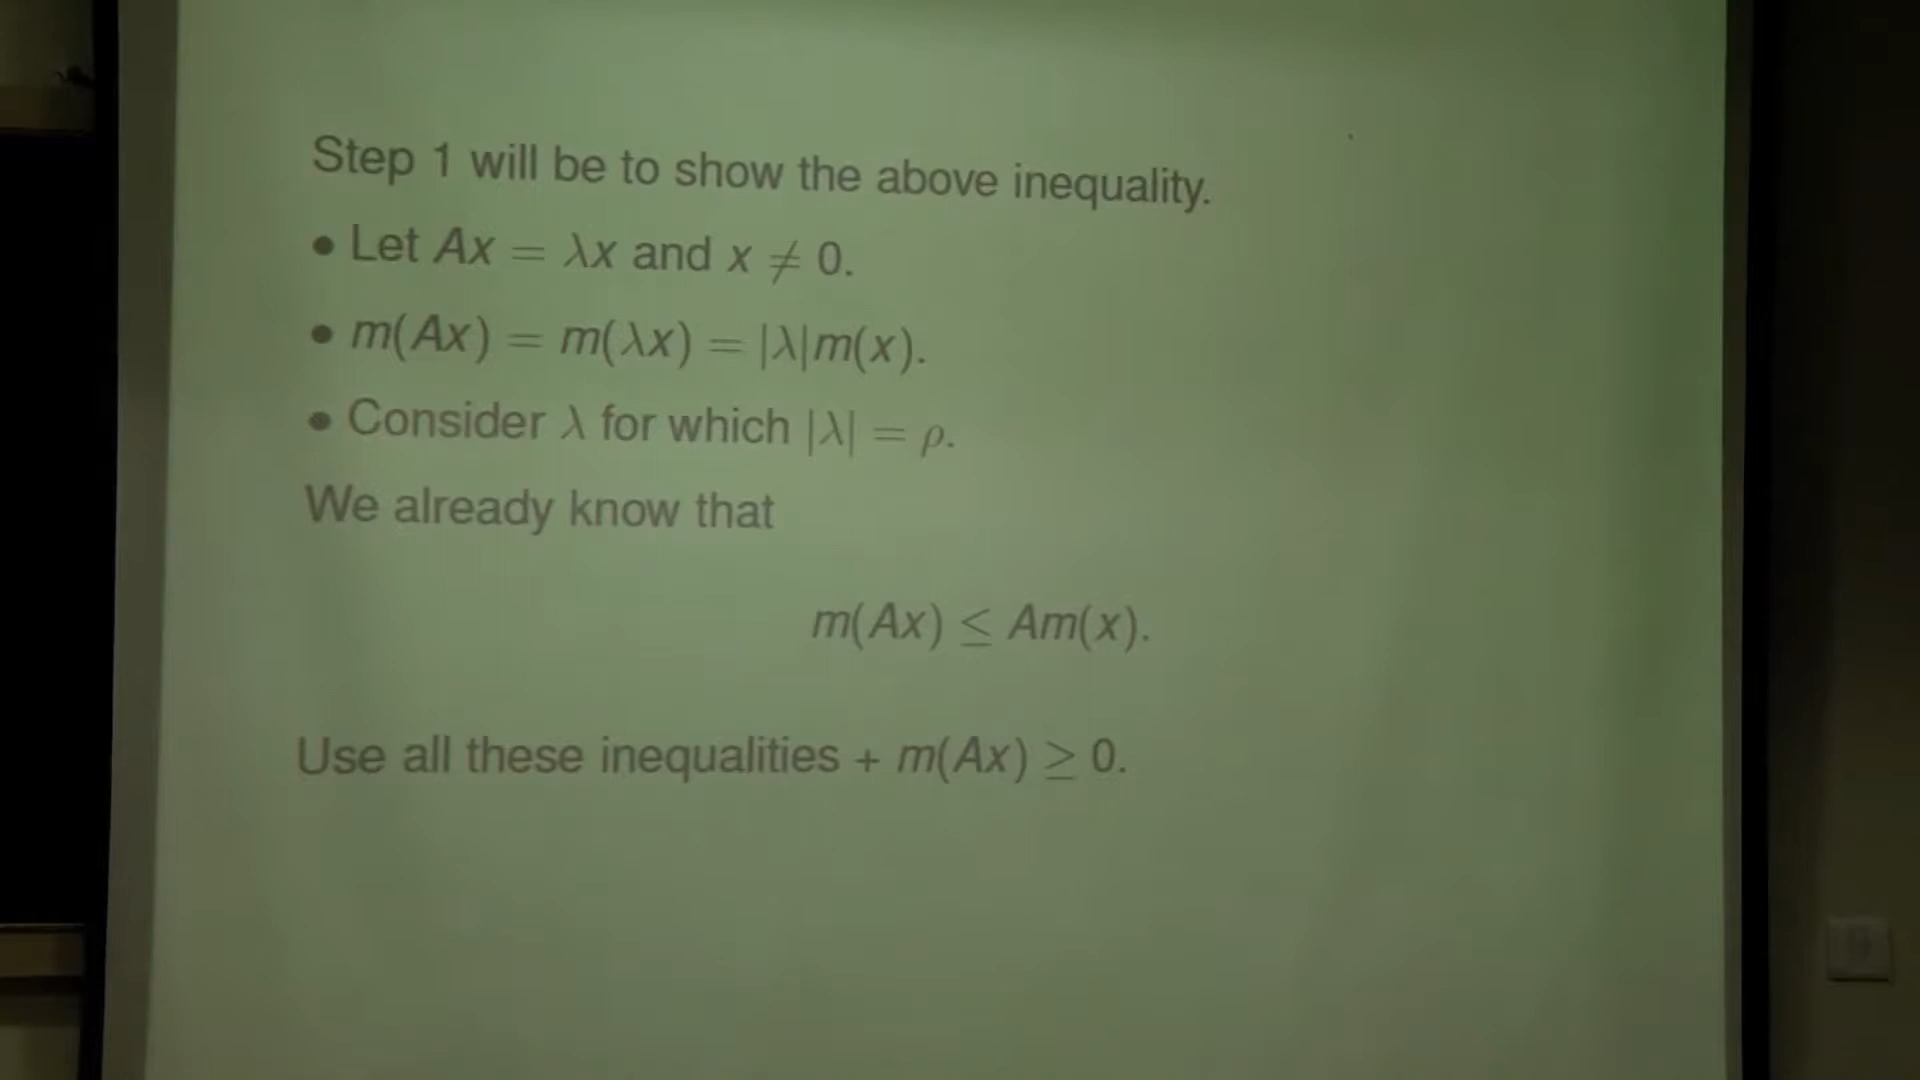 Step 1 will be to show the above inequality.
• Let Ax = λx and x ≠ 0.
• m(Ax) = m(λx) = |λ|m(x).
• Consider λ for which |λ| = ρ.
We already know that
m(Ax) ≤ Am(x).
Use all these inequalities + m(Ax) ≥ 0.